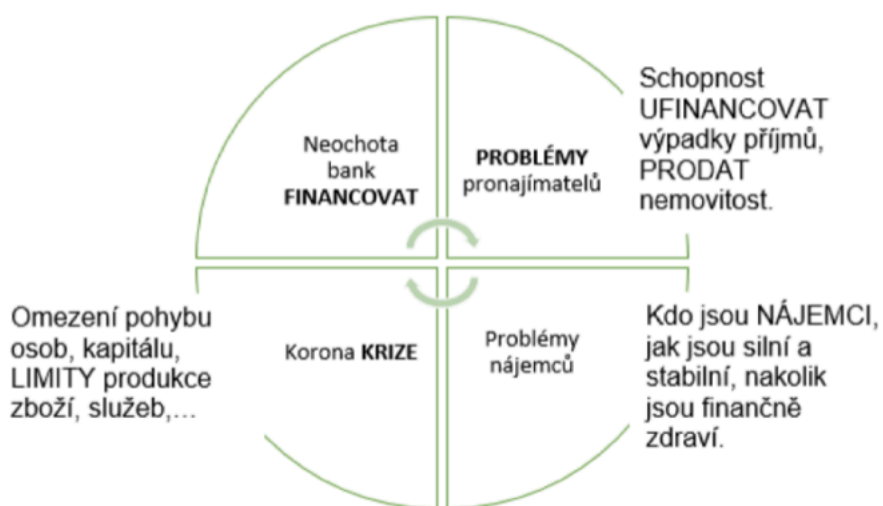 Neochota
bank
FINANCOVAT
PROBLÉMY
pronajímatelů
Schopnost
UFINANCOVAT
výpadky příjmů,
PRODAT
nemovitost.
Omezení pohybu
osob, kapitálu,
LIMITY produkce
zboží, služeb,...
Korona KRIZE
Problémy
nájemců
Kdo jsou NÁJEMCI,
jak jsou silní a
stabilní, nakolik
jsou finančně
zdraví.